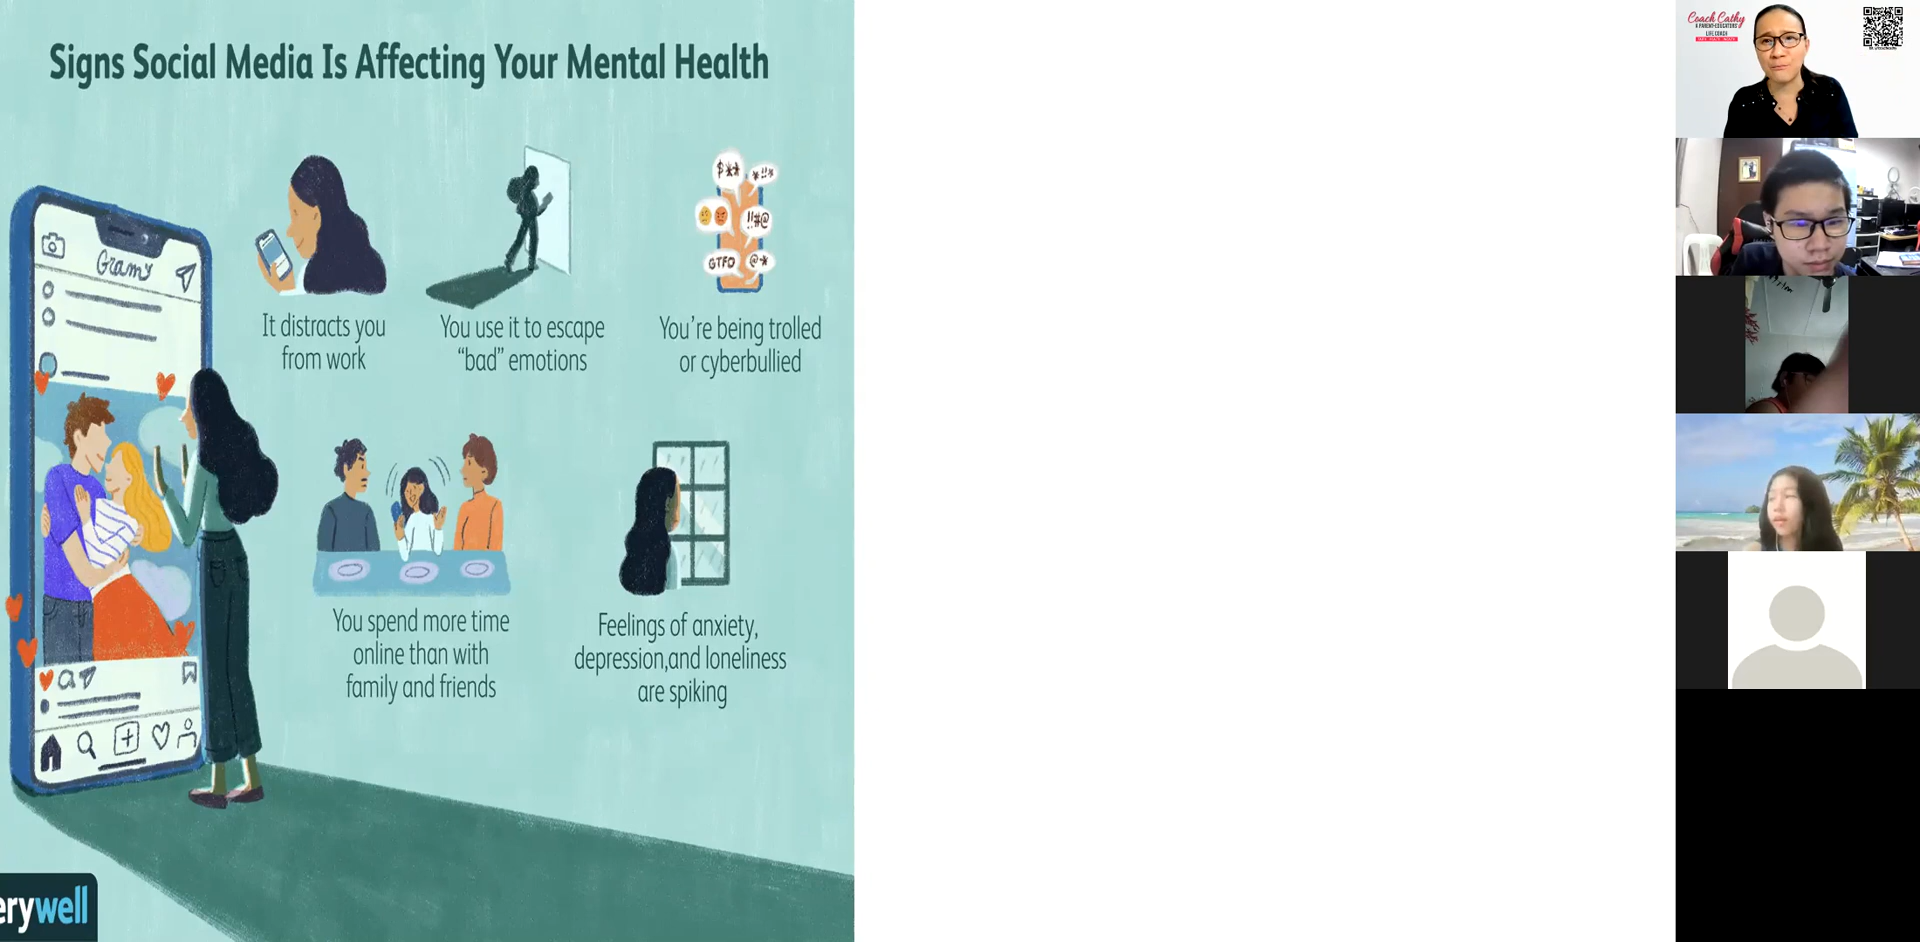 Signs Social Media Is Affecting Your Mental Health
Gramy
It distracts you
from work
You use it to escape
“bad” emotions
$**
*!!*
!!#@
GTFO
@*
You’re being trolled
or cyberbullied
You spend more time
online than with
family and friends
Feelings of anxiety,
depression,and loneliness
are spiking
erywell
Coach Cathy
A PARENT-EDUCATORS'
LIFE COACH